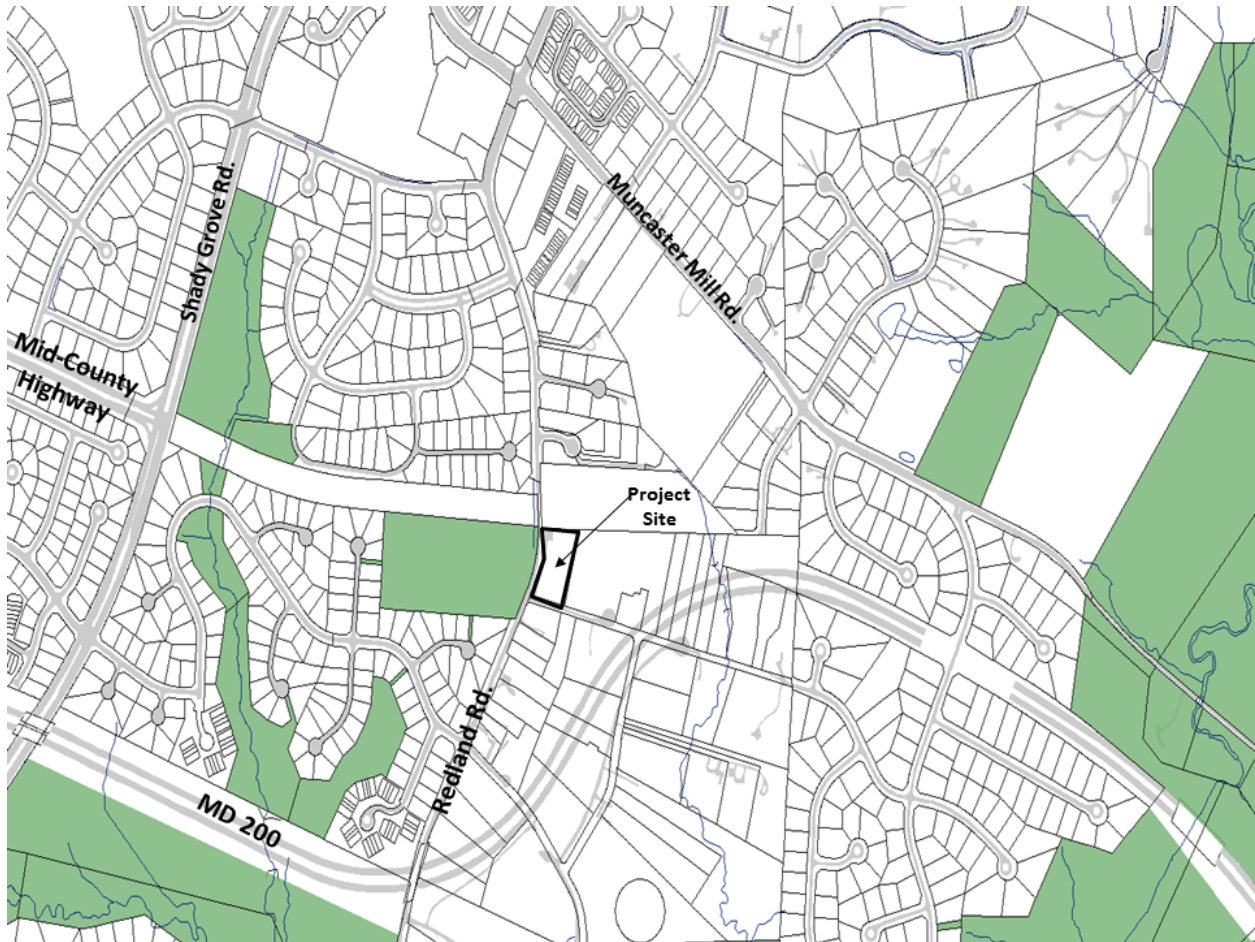 Shady Grove Rd.
Muncaster Mill Rd.
Mid-County
Highway
Project
Site
Redland Rd.
MD 200